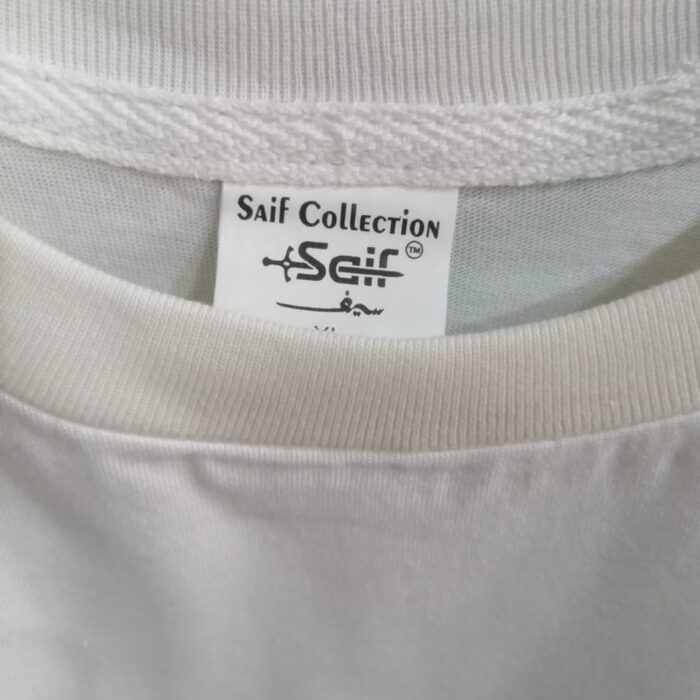 Saif Collection
Saif™
سيف